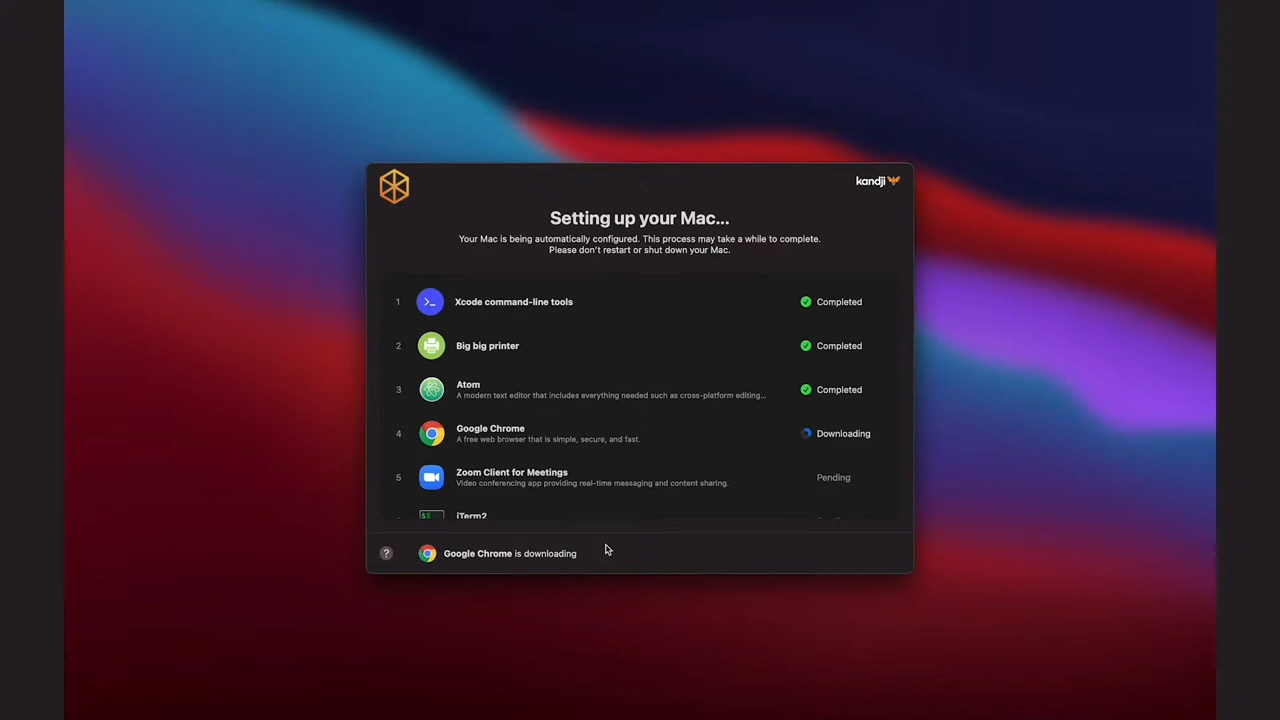 kandji
Setting up your Mac...
Your Mac is being automatically configured. This process may take a while to complete.
Please don't restart or shut down your Mac.
1 Xcode command-line tools Completed
2 Big big printer Completed
3 Atom Completed
A modern text editor that includes everything needed such as cross-platform editing...
4 Google Chrome Downloading
A free web browser that is simple, secure, and fast.
5 Zoom Client for Meetings Pending
Video conferencing app providing real-time messaging and content sharing.
iTerm2
? Google Chrome is downloading